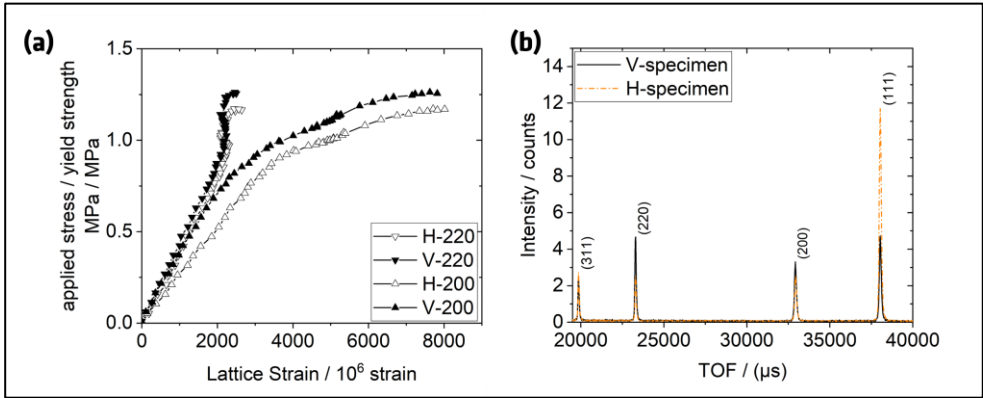 (a)
applied stress / yield strength
MPa / MPa
1.5
1.0
0.5
0.0
0 2000 4000 6000 8000
Lattice Strain / 10⁶ strain
H-220
V-220
H-200
V-200
(b)
Intensity / counts
14
12
10
8
6
4
2
0
V-specimen
H-specimen
(311)
(220)
(200)
(111)
20000 25000 30000 35000 40000
TOF / (µs)